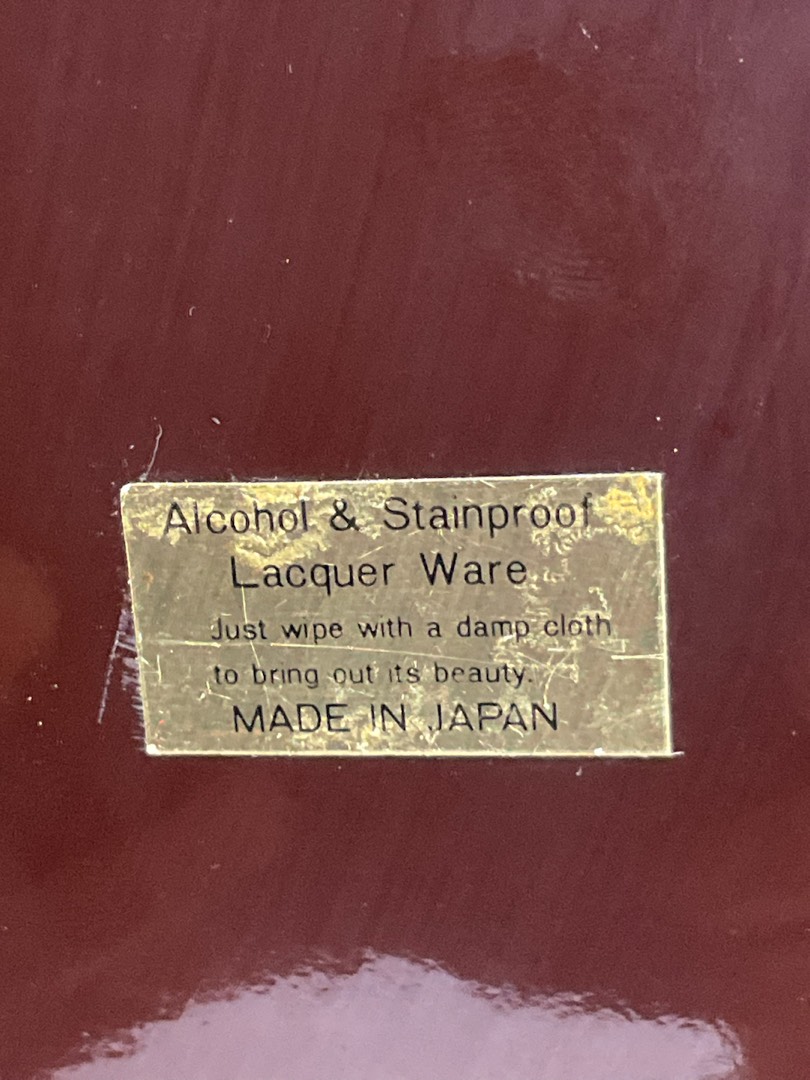 Alcohol & Stainproof
Lacquer Ware
Just wipe with a damp cloth
to bring out its beauty.
MADE IN JAPAN